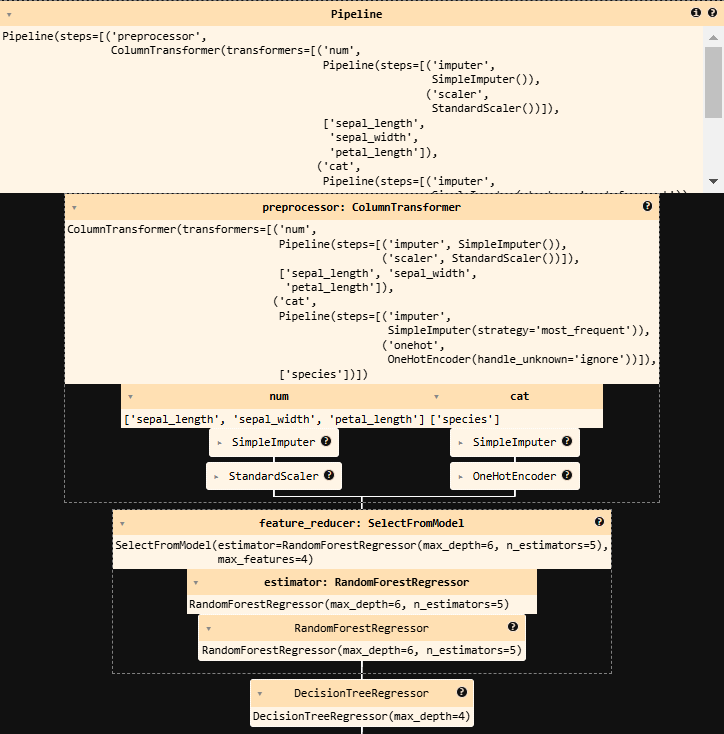 Pipeline
Pipeline(steps=[('preprocessor',
ColumnTransformer(transformers=[('num',
Pipeline(steps=[('imputer',
SimpleImputer()),
('scaler',
StandardScaler())]),
['sepal_length',
'sepal_width',
'petal_length']),
('cat',
Pipeline(steps=[('imputer',
preprocessor: ColumnTransformer
ColumnTransformer(transformers=[('num',
Pipeline(steps=[('imputer', SimpleImputer()),
('scaler', StandardScaler())]),
['sepal_length', 'sepal_width',
'petal_length']),
('cat',
Pipeline(steps=[('imputer',
SimpleImputer(strategy='most_frequent')),
('onehot',
OneHotEncoder(handle_unknown='ignore'))]),
['species'])])
num cat
['sepal_length', 'sepal_width', 'petal_length'] ['species']
SimpleImputer ? SimpleImputer ?
StandardScaler ? OneHotEncoder ?
feature_reducer: SelectFromModel
SelectFromModel(estimator=RandomForestRegressor(max_depth=6, n_estimators=5),
max_features=4)
estimator: RandomForestRegressor
RandomForestRegressor(max_depth=6, n_estimators=5)
RandomForestRegressor ?
RandomForestRegressor(max_depth=6, n_estimators=5)
DecisionTreeRegressor ?
DecisionTreeRegressor(max_depth=4)